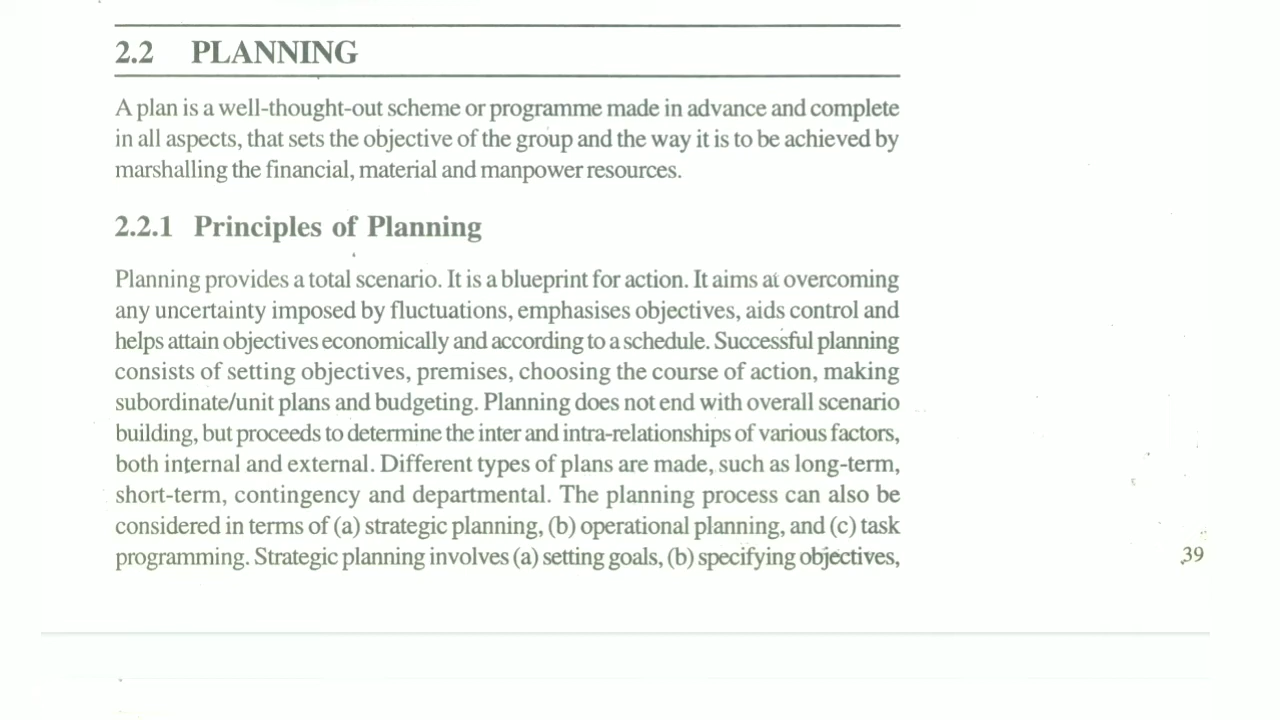 2.2 PLANNING
A plan is a well-thought-out scheme or programme made in advance and complete
in all aspects, that sets the objective of the group and the way it is to be achieved by
marshalling the financial, material and manpower resources.
2.2.1 Principles of Planning
Planning provides a total scenario. It is a blueprint for action. It aims at overcoming
any uncertainty imposed by fluctuations, emphasises objectives, aids control and
helps attain objectives economically and according to a schedule. Successful planning
consists of setting objectives, premises, choosing the course of action, making
subordinate/unit plans and budgeting. Planning does not end with overall scenario
building, but proceeds to determine the inter and intra-relationships of various factors,
both internal and external. Different types of plans are made, such as long-term,
short-term, contingency and departmental. The planning process can also be
considered in terms of (a) strategic planning, (b) operational planning, and (c) task
programming. Strategic planning involves (a) setting goals, (b) specifying objectives,
39